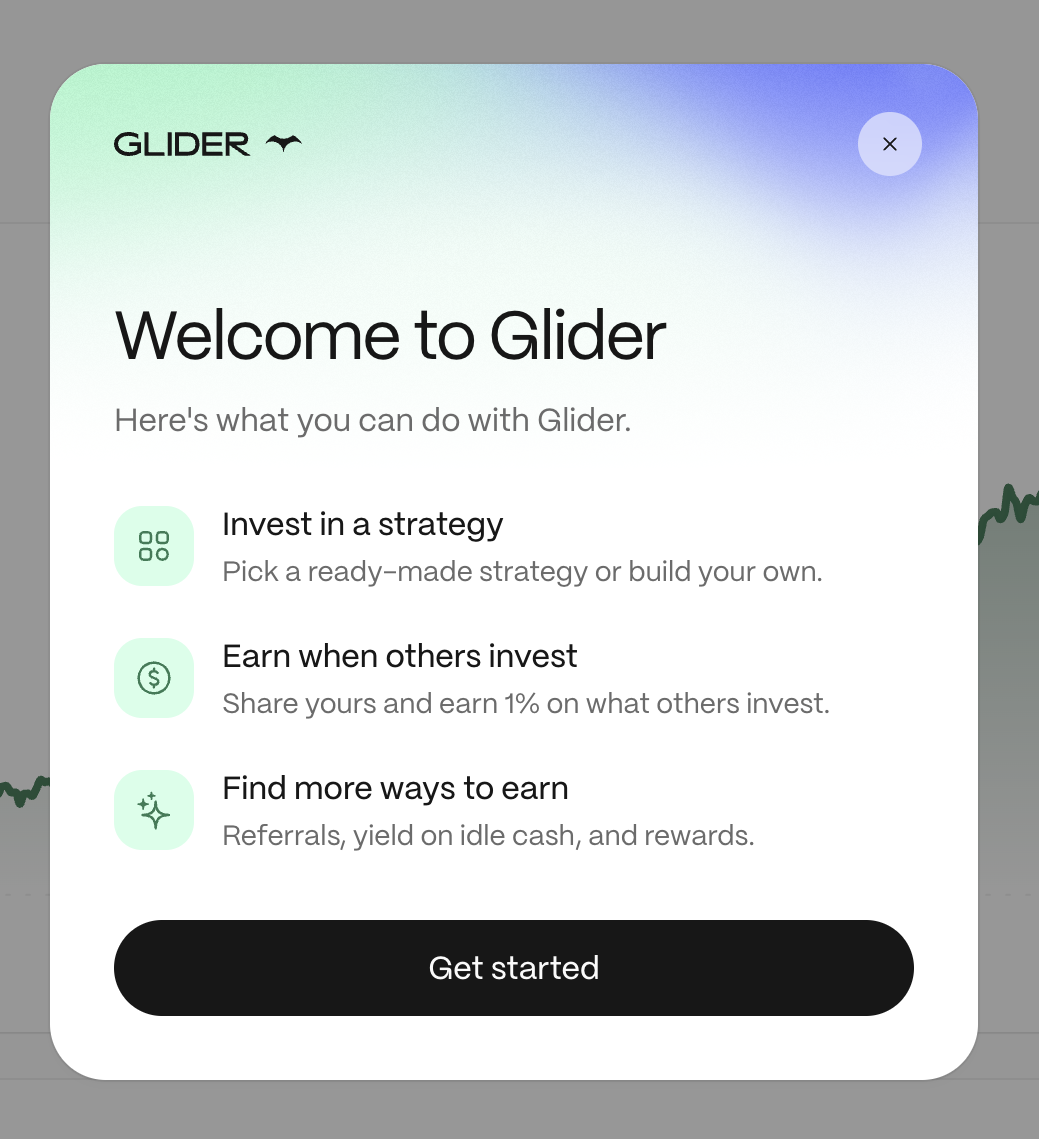 GLIDER
Welcome to Glider
Here's what you can do with Glider.
Invest in a strategy
Pick a ready-made strategy or build your own.
Earn when others invest
Share yours and earn 1% on what others invest.
Find more ways to earn
Referrals, yield on idle cash, and rewards.
Get started